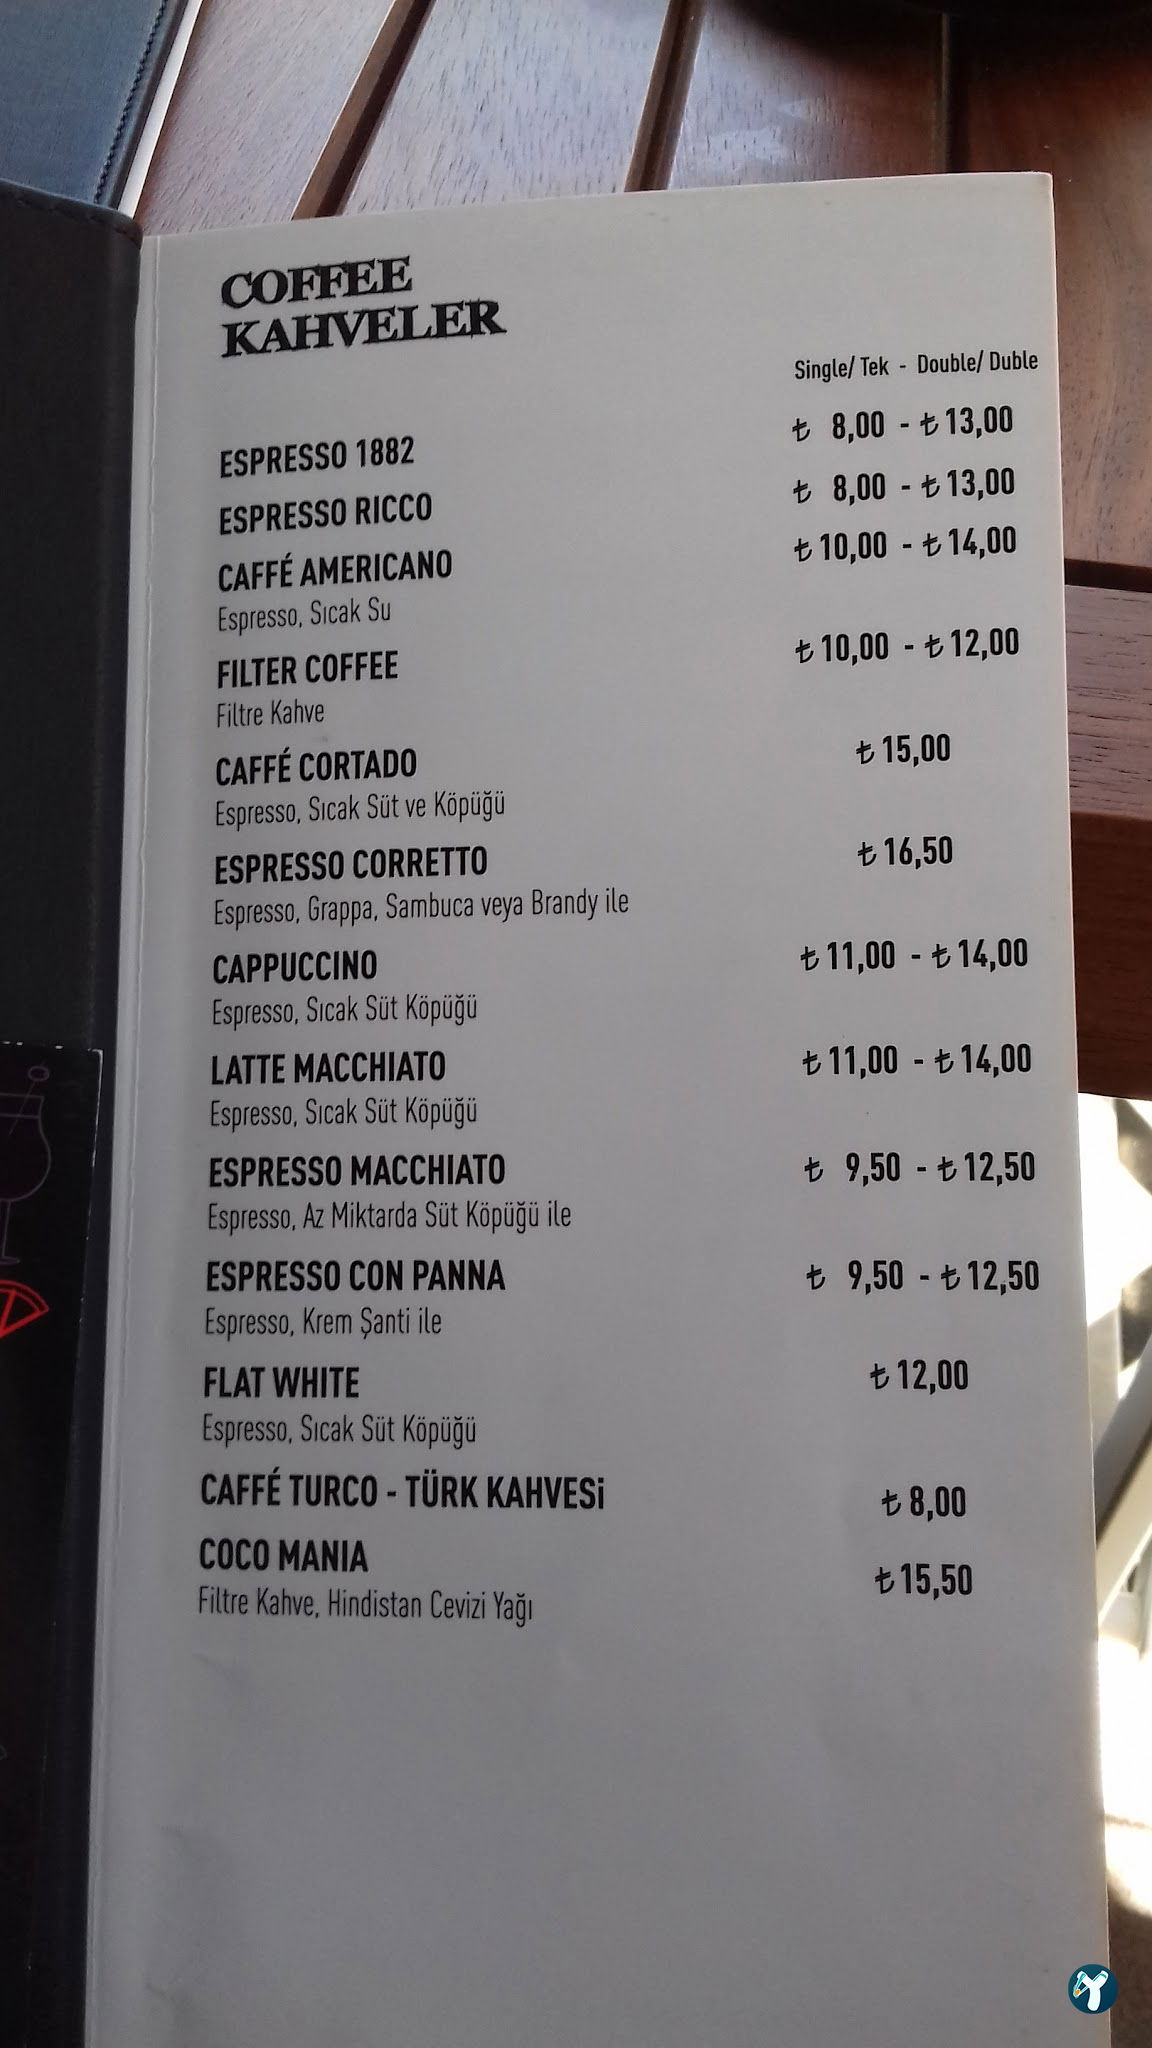 COFFEE
KAHVELER
Single/ Tek - Double/ Duble
ESPRESSO 1882 ₺ 8,00 - ₺ 13,00
ESPRESSO RICCO ₺ 8,00 - ₺ 13,00
CAFFÉ AMERICANO ₺ 10,00 - ₺ 14,00
Espresso, Sıcak Su
FILTER COFFEE ₺ 10,00 - ₺ 12,00
Filtre Kahve
CAFFÉ CORTADO ₺ 15,00
Espresso, Sıcak Süt ve Köpüğü
ESPRESSO CORRETTO ₺ 16,50
Espresso, Grappa, Sambuca veya Brandy ile
CAPPUCCINO ₺ 11,00 - ₺ 14,00
Espresso, Sıcak Süt Köpüğü
LATTE MACCHIATO ₺ 11,00 - ₺ 14,00
Espresso, Sıcak Süt Köpüğü
ESPRESSO MACCHIATO ₺ 9,50 - ₺ 12,50
Espresso, Az Miktarda Süt Köpüğü ile
ESPRESSO CON PANNA ₺ 9,50 - ₺ 12,50
Espresso, Krem Şanti ile
FLAT WHITE ₺ 12,00
Espresso, Sıcak Süt Köpüğü
CAFFÉ TURCO - TÜRK KAHVESi ₺ 8,00
COCO MANIA ₺ 15,50
Filtre Kahve, Hindistan Cevizi Yağı